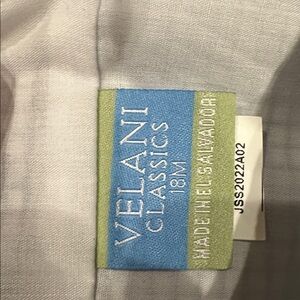 VELANI
CLASSICS
18M
MADE IN EL SALVADOR
JSS2022A02